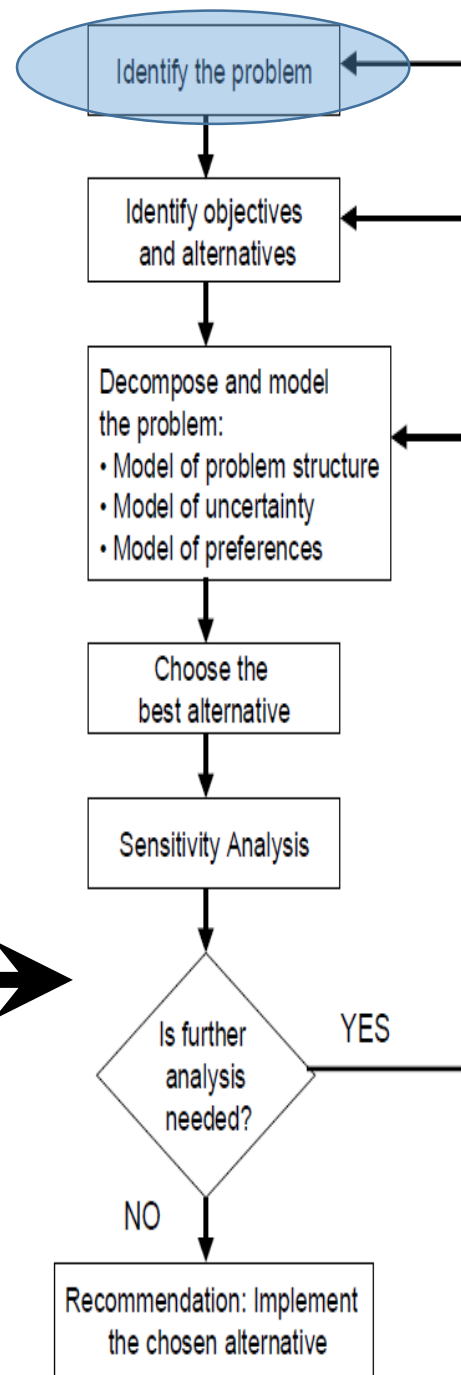 Identify the problem
Identify objectives
and alternatives
Decompose and model
the problem:
• Model of problem structure
• Model of uncertainty
• Model of preferences
Choose the
best alternative
Sensitivity Analysis
Is further
analysis
needed?
YES
NO
Recommendation: Implement
the chosen alternative